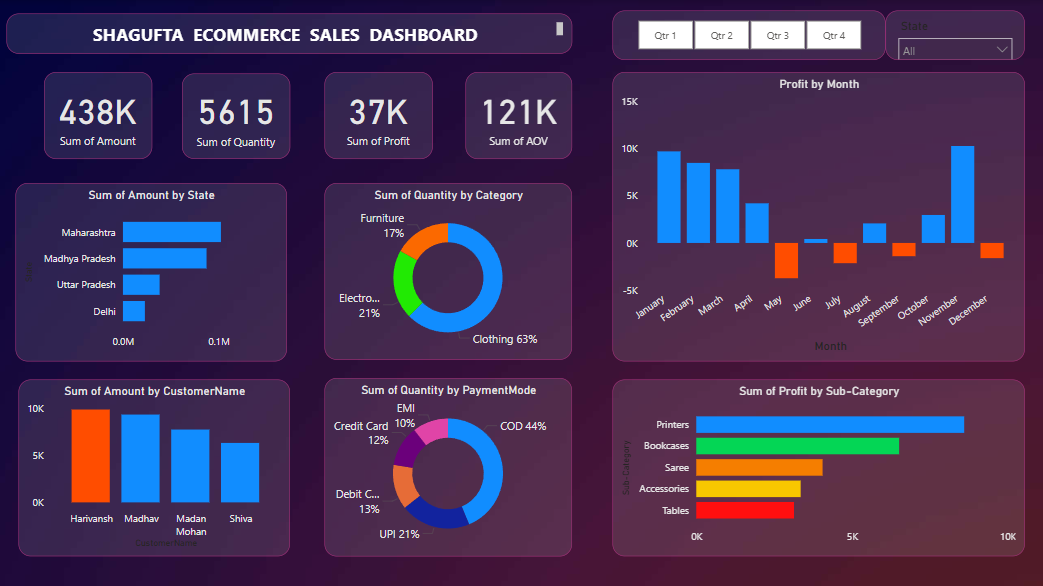 SHAGUFTA ECOMMERCE SALES DASHBOARD
Qtr 1
Qtr 2
Qtr 3
Qtr 4
State
All
438K
Sum of Amount
5615
Sum of Quantity
37K
Sum of Profit
121K
Sum of AOV
Profit by Month
15K
10K
5K
0K
-5K
January
February
March
April
May
June
July
August
September
October
November
December
Month
Sum of Amount by State
Maharashtra
Madhya Pradesh
Uttar Pradesh
Delhi
0.0M
0.1M
Sum of Quantity by Category
Furniture
17%
Electro...
21%
Clothing 63%
Sum of Amount by CustomerName
10K
5K
0K
Harivansh
Madhav
Madan
Mohan
Shiva
CustomerName
Sum of Quantity by PaymentMode
EMI
10%
Credit Card
12%
Debit C...
13%
UPI 21%
COD 44%
Sum of Profit by Sub-Category
Sub-Category
Printers
Bookcases
Saree
Accessories
Tables
0K
5K
10K